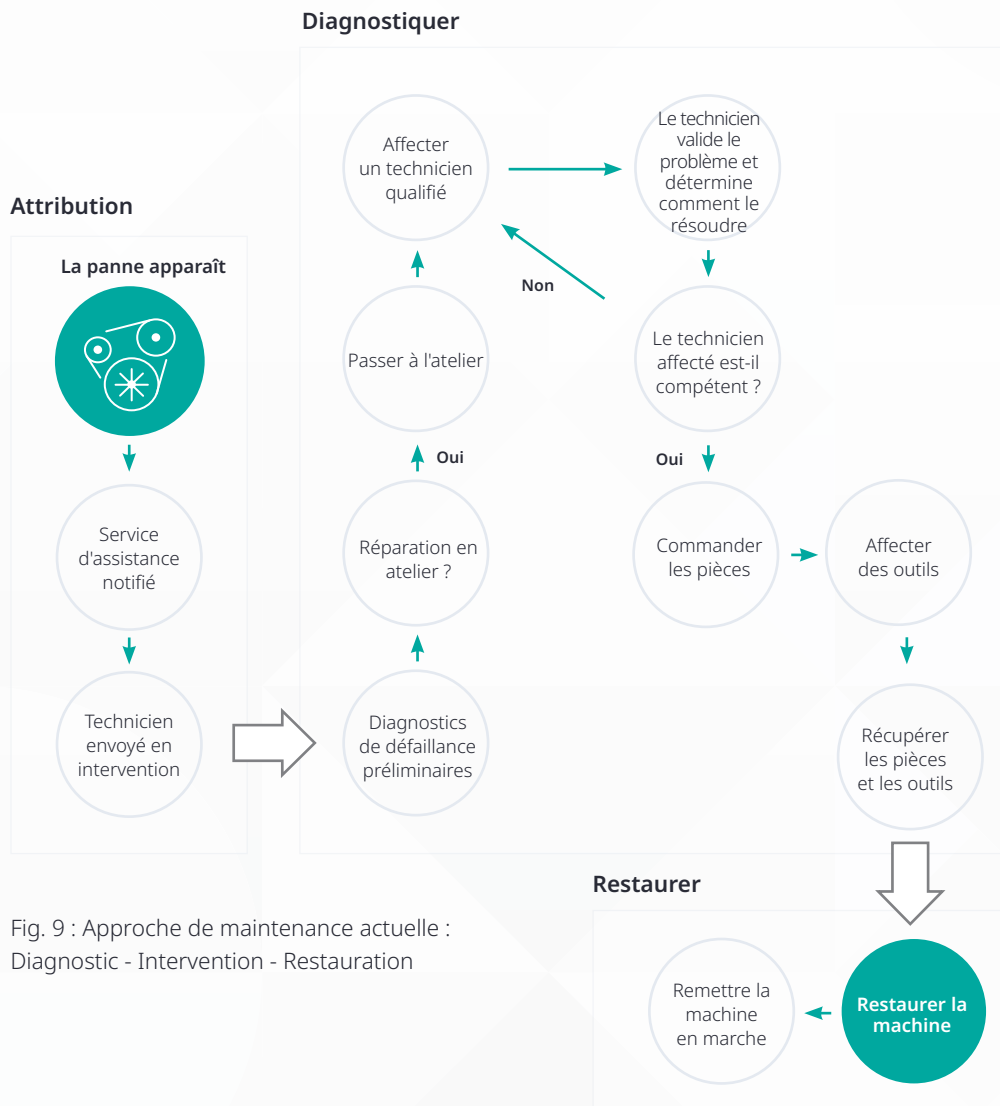 Diagnostiquer
Attribution
La panne apparaît
Service
d'assistance
notifié
Technicien
envoyé en
intervention
Diagnostics
de défaillance
préliminaires
Réparation en
atelier ?
Oui
Passer à l'atelier
Affecter
un technicien
qualifié
Le technicien
valide le
problème et
détermine
comment le
résoudre
Non
Le technicien
affecté est-il
compétent ?
Oui
Commander
les pièces
Affecter
des outils
Récupérer
les pièces
et les outils
Restaurer
Restaurer la
machine
Remettre la
machine
en marche
Fig. 9 : Approche de maintenance actuelle :
Diagnostic - Intervention - Restauration